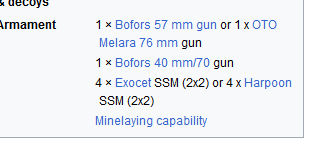 & decoys
Armament
1 × Bofors 57 mm gun or 1 x OTO
Melara 76 mm gun
1 × Bofors 40 mm/70 gun
4 × Exocet SSM (2x2) or 4 x Harpoon
SSM (2x2)
Minelaying capability